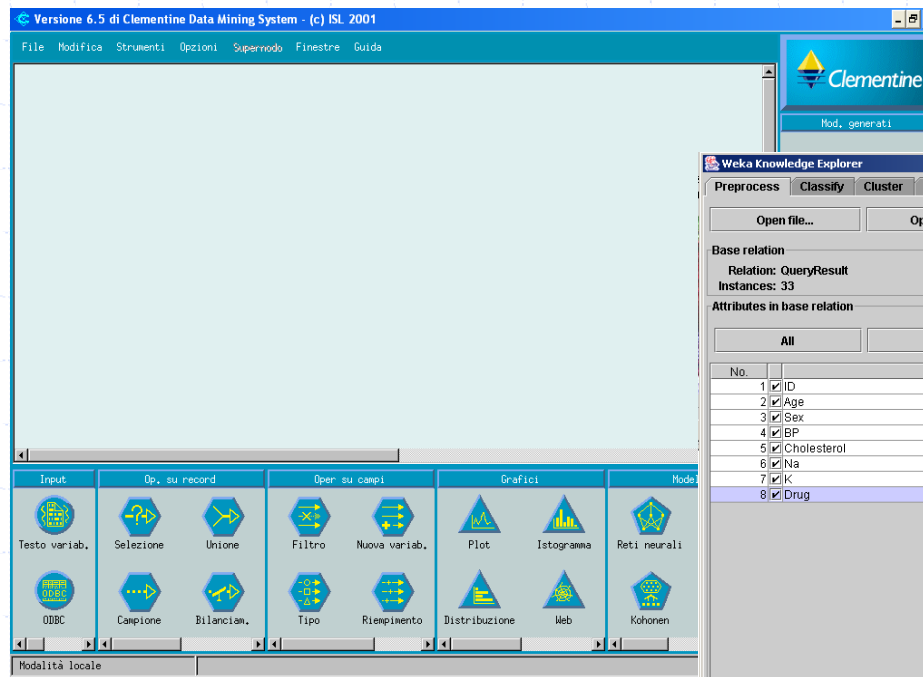 Versione 6.5 di Clementine Data Mining System - (c) ISL 2001
File Modifica Strumenti Opzioni Supernodo Finestre Guida
Clementine
Mod. generati
Weka Knowledge Explorer
Preprocess Classify Cluster
Open file... Op
Base relation
Relation: QueryResult
Instances: 33
Attributes in base relation
All
No.
1 ID
2 Age
3 Sex
4 BP
5 Cholesterol
6 Na
7 K
8 Drug
Input Op. su record Oper su campi Grafici Model
Testo variab. Selezione Unione Filtro Nuova variab. Plot Istogramma Reti neurali
ODBC
ODBC Campione Bilanciam. Tipo Riempimento Distribuzione Web Kohonen
Modalità locale